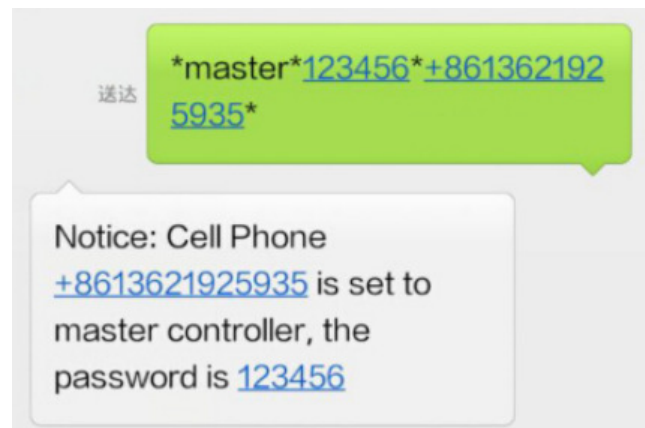 *master*123456*+861362192
5935*
送达
Notice: Cell Phone
+8613621925935 is set to
master controller, the
password is 123456